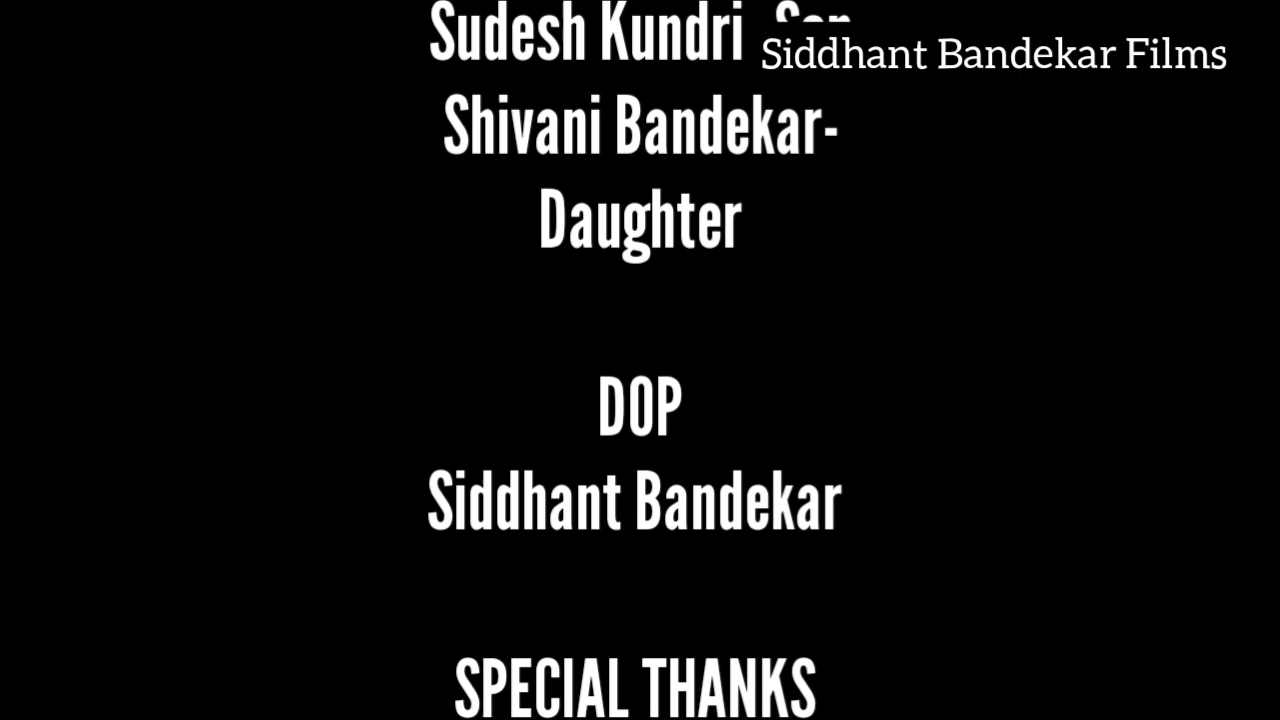 Sudesh Kundri
Siddhant Bandekar Films
Shivani Bandekar-
Daughter
DOP
Siddhant Bandekar
SPECIAL THANKS